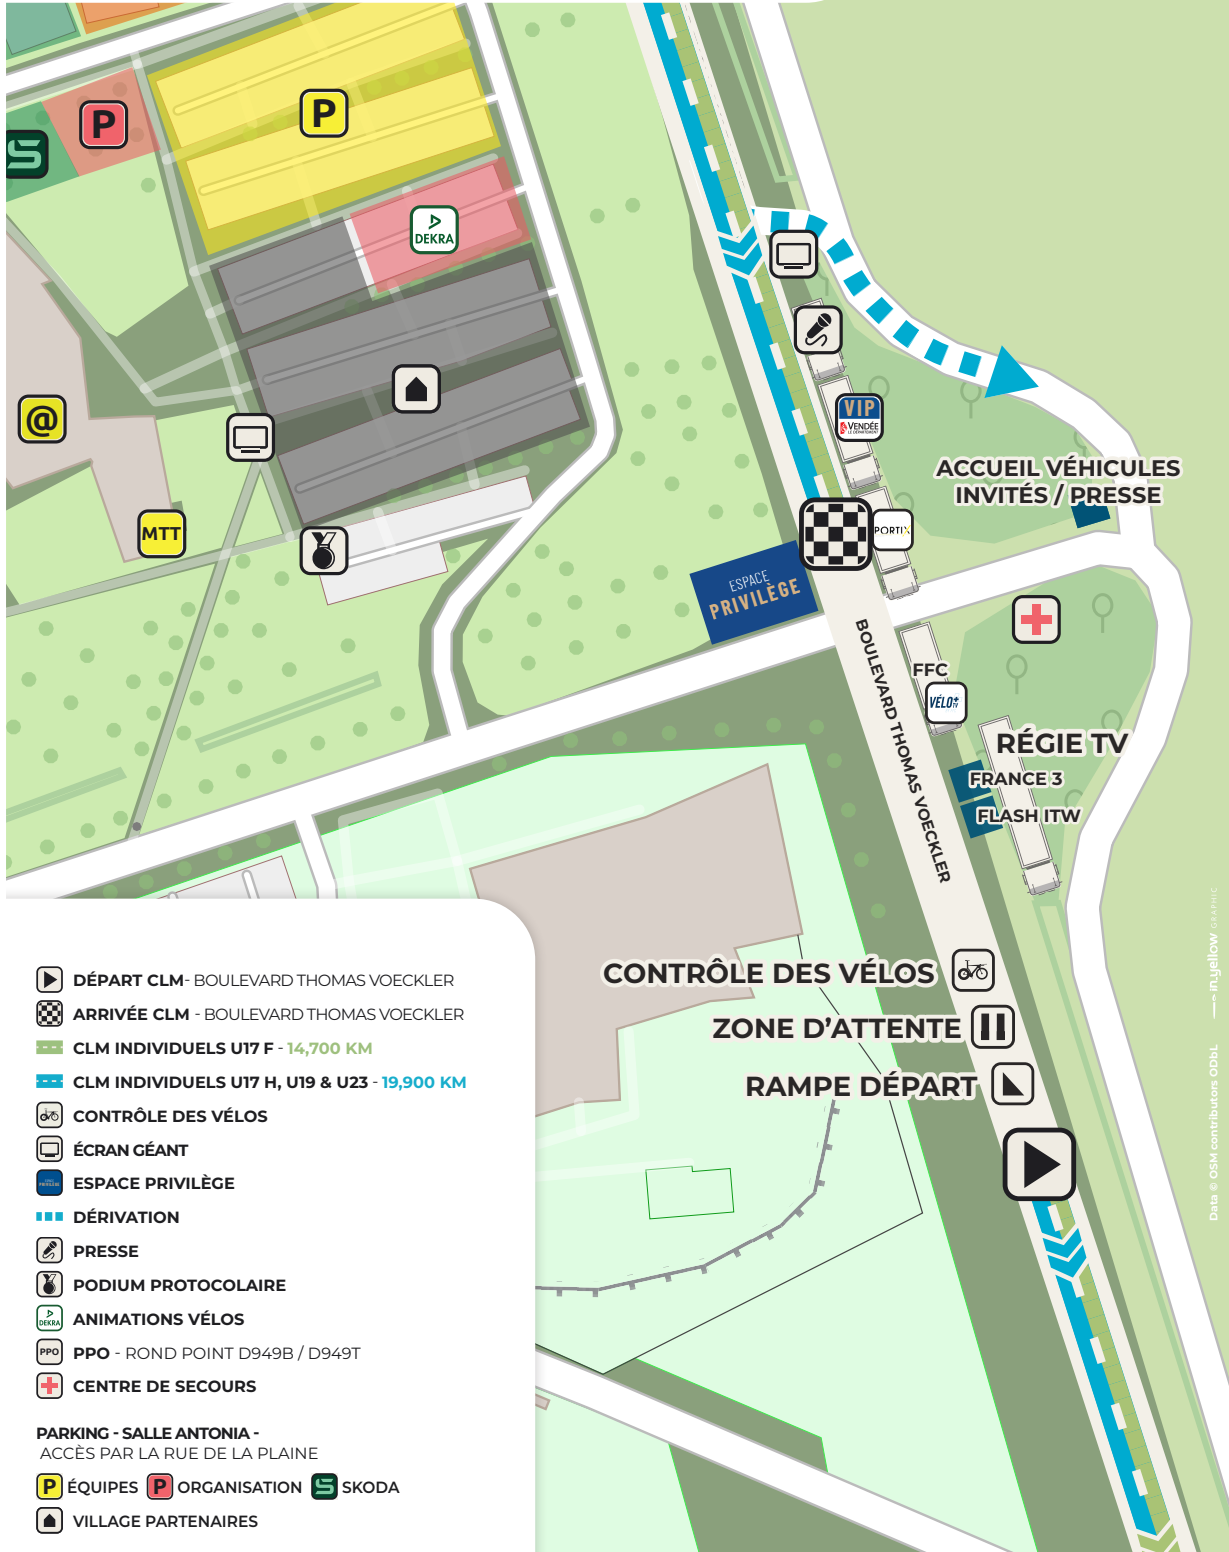 P
P
DEKRA
VIP
VENDÉE
LE DÉPARTEMENT
@
MTT
ACCUEIL VÉHICULES
INVITÉS / PRESSE
PORTIX
ESPACE
PRIVILÈGE
BOULEVARD THOMAS VOECKLER
FFC
VÉLO+
TV
RÉGIE TV
FRANCE 3
FLASH ITW
CONTRÔLE DES VÉLOS
ZONE D'ATTENTE
RAMPE DÉPART
DÉPART CLM- BOULEVARD THOMAS VOECKLER
ARRIVÉE CLM - BOULEVARD THOMAS VOECKLER
CLM INDIVIDUELS U17 F - 14,700 KM
CLM INDIVIDUELS U17 H, U19 & U23 - 19,900 KM
CONTRÔLE DES VÉLOS
ÉCRAN GÉANT
ESPACE PRIVILÈGE
DÉRIVATION
PRESSE
PODIUM PROTOCOLAIRE
DEKRA ANIMATIONS VÉLOS
PPO PPO - ROND POINT D949B / D949T
CENTRE DE SECOURS
PARKING - SALLE ANTONIA -
ACCÈS PAR LA RUE DE LA PLAINE
P ÉQUIPES P ORGANISATION SKODA
VILLAGE PARTENAIRES
Data © OSM contributors ODbL
in.yellow GRAPHIC